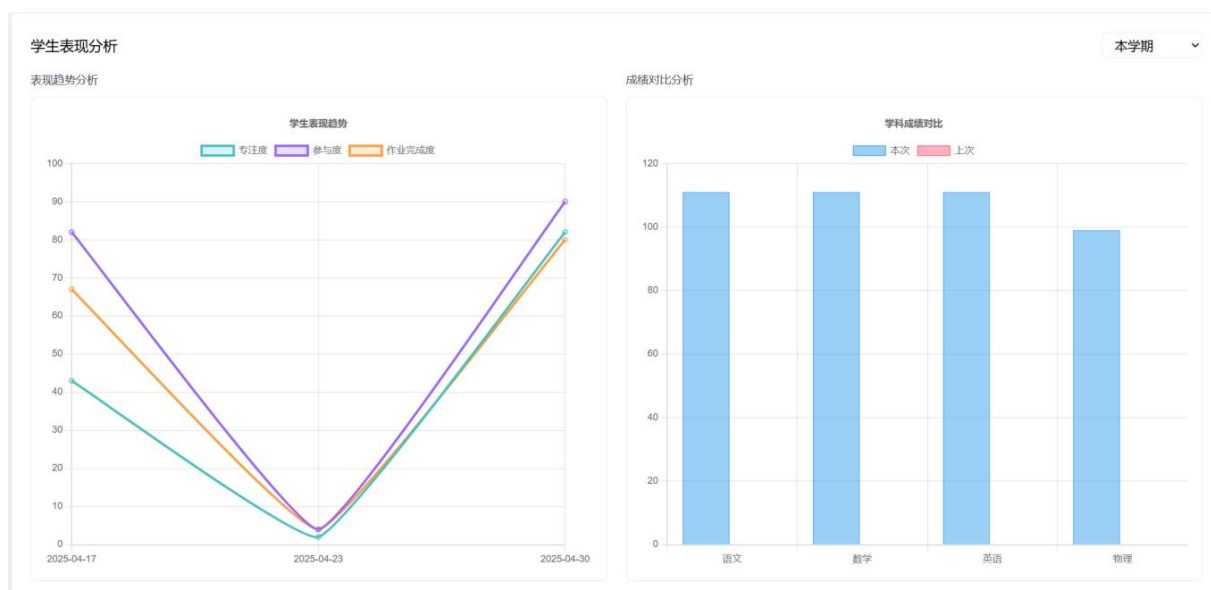 学生表现分析
本学期
表现趋势分析
成绩对比分析
学生表现趋势
专注度 参与度 作业完成度
100
90
80
70
60
50
40
30
20
10
0
2025-04-17 2025-04-23 2025-04-30
学科成绩对比
本次 上次
120
100
80
60
40
20
0
语文 数学 英语 物理